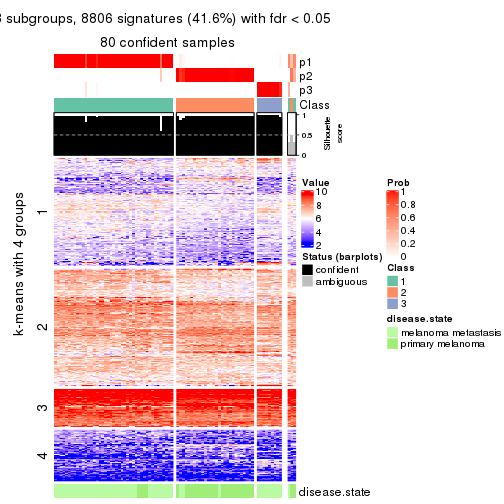 3 subgroups, 8806 signatures (41.6%) with fdr < 0.05
80 confident samples
p1
p2
p3
Class
1
0.5
0
Silhouette
score
k-means with 4 groups
1
2
3
4
Value
10
8
6
4
2
Prob
1
0.8
0.6
0.4
0.2
0
Status (barplots)
confident
ambiguous
Class
1
2
3
disease.state
melanoma metastasis
primary melanoma
disease.state